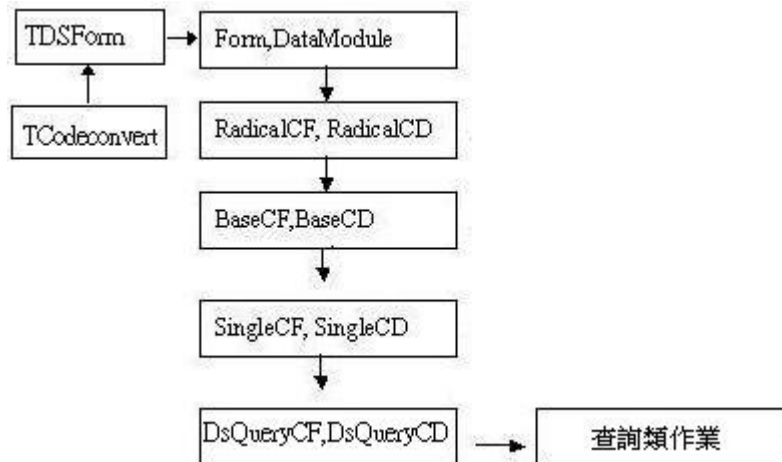 TDSForm
Form,DataModule
TCodeconvert
RadicalCF, RadicalCD
BaseCF,BaseCD
SingleCF, SingleCD
DsQueryCF,DsQueryCD
查詢類作業